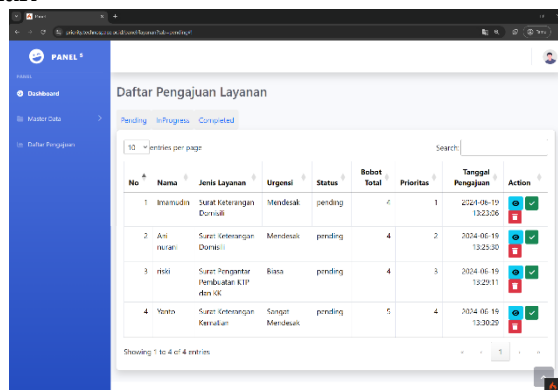 PANEL
Dashboard
Master Data
Daftar Pengajuan
Daftar Pengajuan Layanan
Pending InProgress Completed
10 entries per page Search:
No Nama Jenis Layanan Urgensi Status Bobot Total Prioritas Tanggal Pengajuan Action
1 Imamudin Surat Keterangan Domisili Mendesak pending 4 1 2024-06-19 13:23:06
2 Ani nurani Surat Keterangan Domisili Mendesak pending 4 2 2024-06-19 13:25:30
3 riski Surat Pengantar Pembuatan KTP dan KK Biasa pending 4 3 2024-06-19 13:29:11
4 Yanto Surat Keterangan Kematian Sangat Mendesak pending 5 4 2024-06-19 13:30:29
Showing 1 to 4 of 4 entries
« ‹ 1 › »